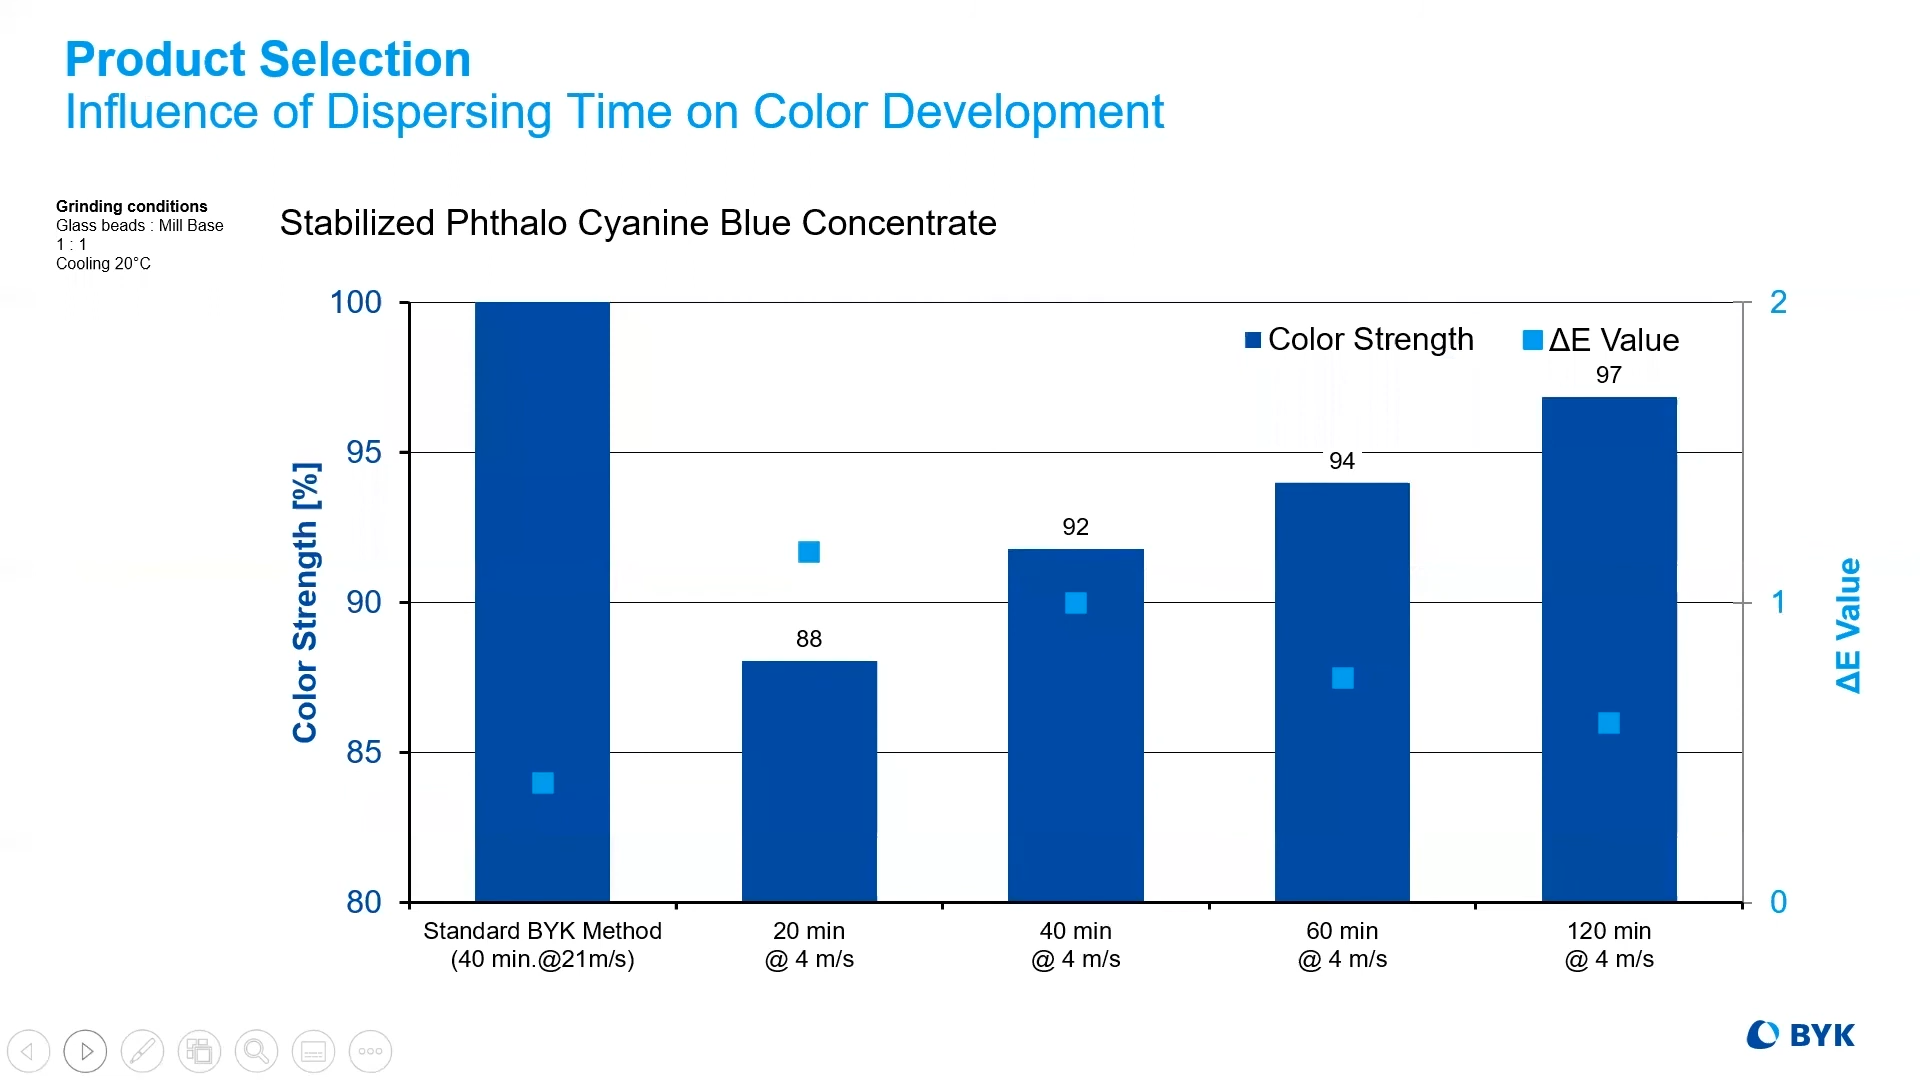 Product Selection
Influence of Dispersing Time on Color Development
Grinding conditions
Glass beads : Mill Base
1 : 1
Cooling 20°C
Stabilized Phthalo Cyanine Blue Concentrate
100
95
90
85
80
Color Strength [%]
Color Strength
ΔE Value
88
92
94
97
2
1
0
ΔE Value
Standard BYK Method
(40 min.@21m/s)
20 min
@ 4 m/s
40 min
@ 4 m/s
60 min
@ 4 m/s
120 min
@ 4 m/s
BYK